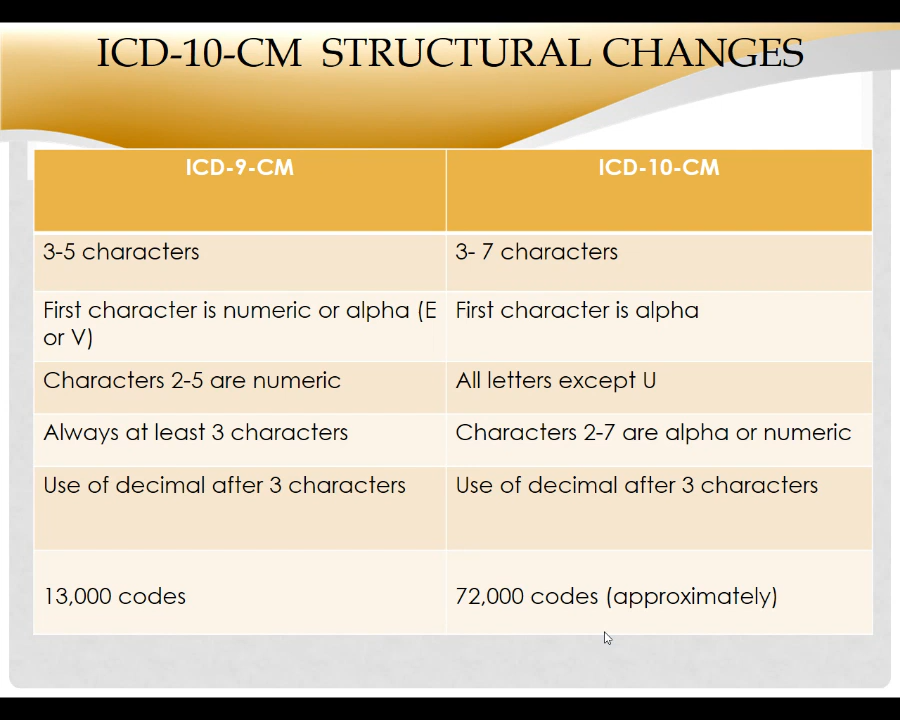 ICD-10-CM STRUCTURAL CHANGES
ICD-9-CM
ICD-10-CM
3-5 characters
3- 7 characters
First character is numeric or alpha (E
or V)
First character is alpha
Characters 2-5 are numeric
All letters except U
Always at least 3 characters
Characters 2-7 are alpha or numeric
Use of decimal after 3 characters
Use of decimal after 3 characters
13,000 codes
72,000 codes (approximately)